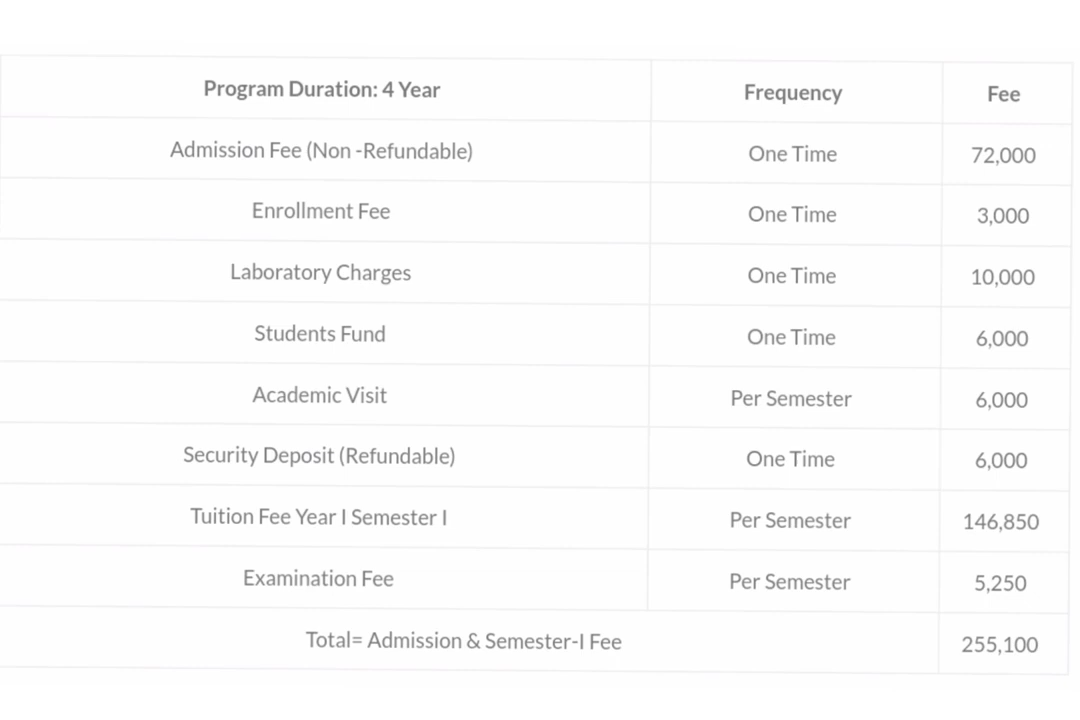 Program Duration: 4 Year Frequency Fee
Admission Fee (Non -Refundable) One Time 72,000
Enrollment Fee One Time 3,000
Laboratory Charges One Time 10,000
Students Fund One Time 6,000
Academic Visit Per Semester 6,000
Security Deposit (Refundable) One Time 6,000
Tuition Fee Year I Semester I Per Semester 146,850
Examination Fee Per Semester 5,250
Total= Admission & Semester-I Fee 255,100